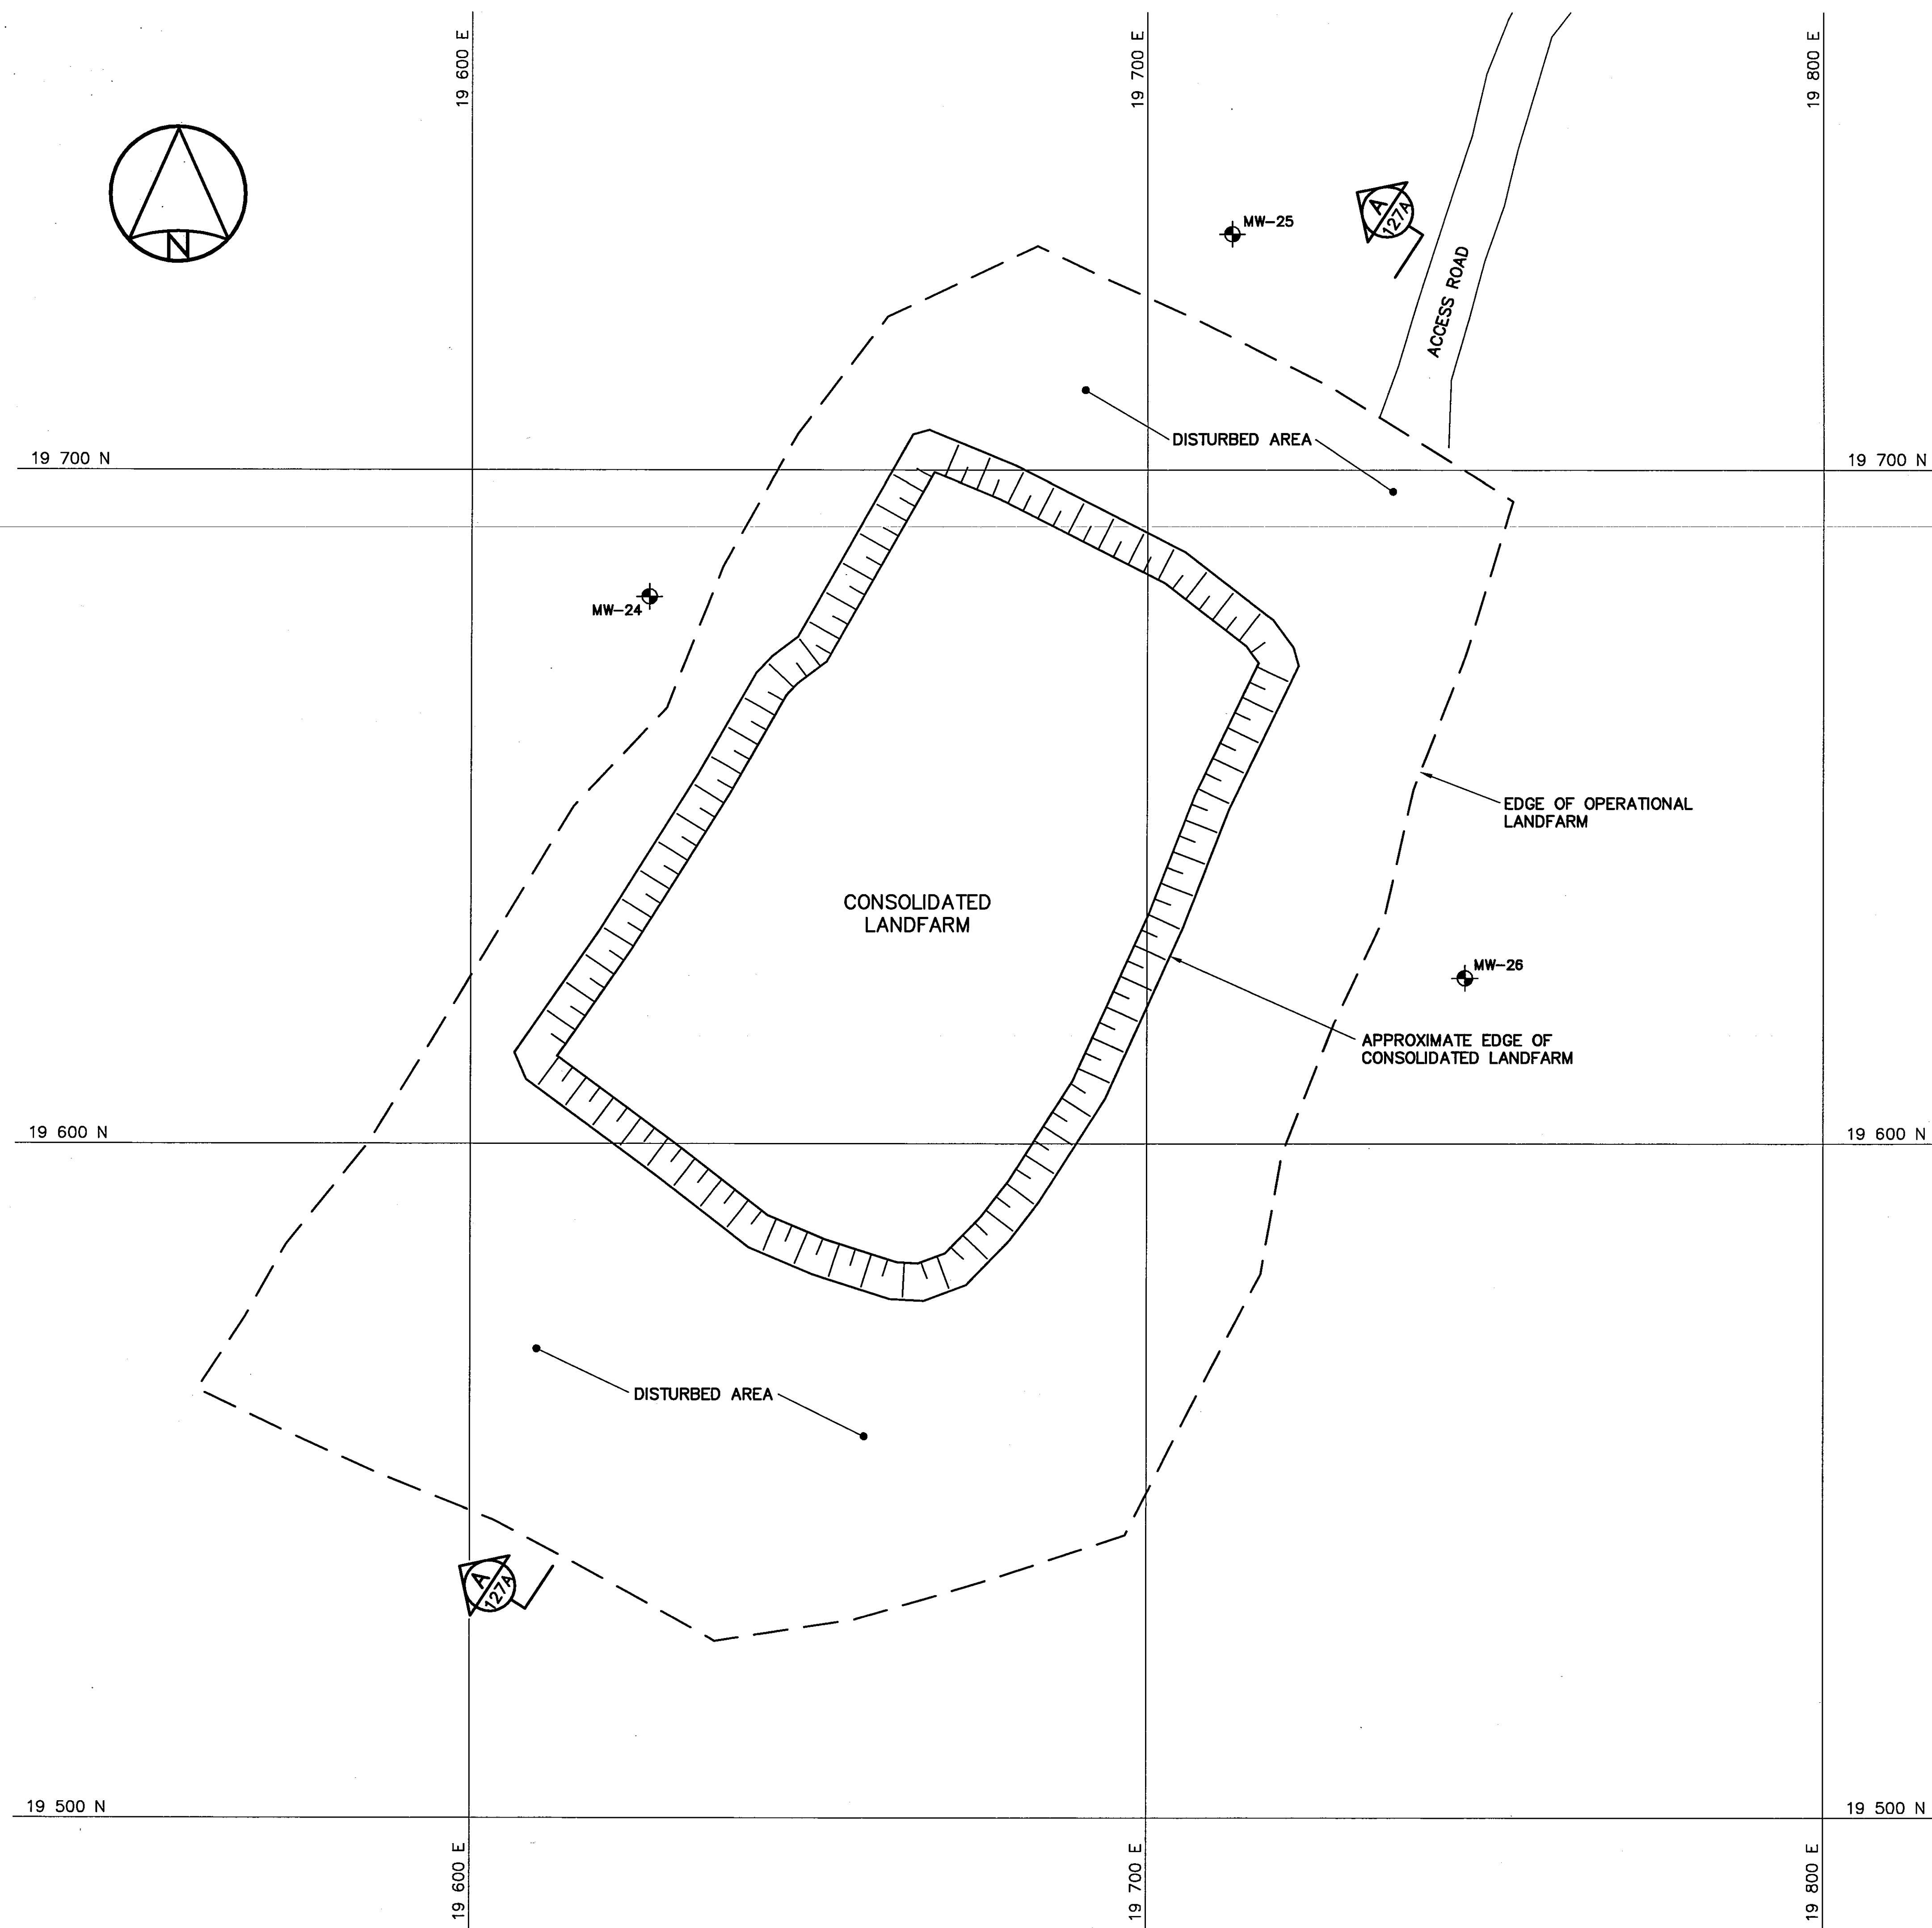 19 600 E
19 700 E
19 800 E
N
MW-25
A
127A
ACCESS ROAD
DISTURBED AREA
19 700 N
19 700 N
MW-24
EDGE OF OPERATIONAL
LANDFARM
CONSOLIDATED
LANDFARM
MW-26
APPROXIMATE EDGE OF
CONSOLIDATED LANDFARM
19 600 N
19 600 N
DISTURBED AREA
A
127A
19 500 N
19 500 N
19 600 E
19 700 E
19 800 E